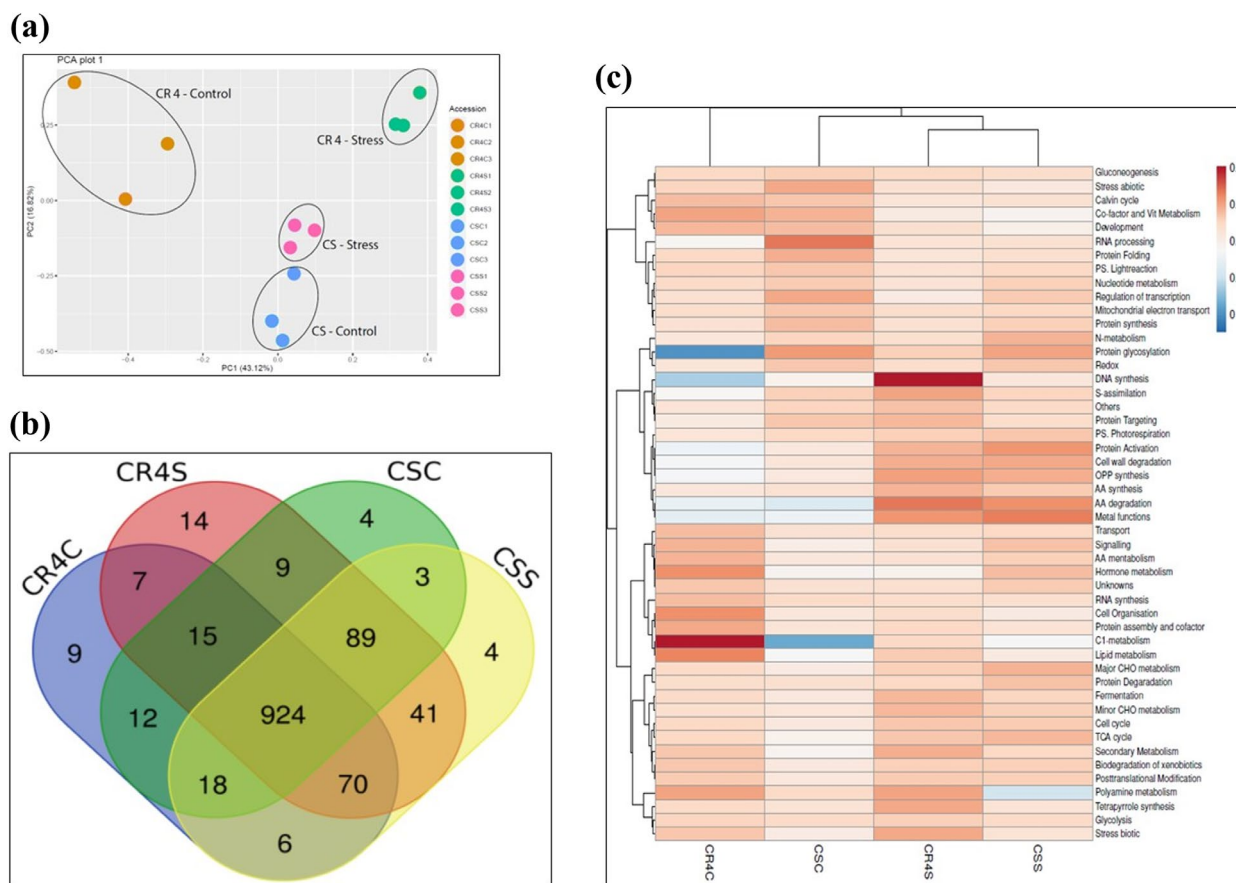 (a)
PCA plot 1
CR 4 - Control
CR 4 - Stress
CS - Stress
CS - Control
0.25
0.00
-0.25
-0.50
PC2 (16.82%)
-0.4
-0.2
0.0
0.2
0.4
PC1 (43.12%)
Accession
CR4C1
CR4C2
CR4C3
CR4S1
CR4S2
CR4S3
CSC1
CSC2
CSC3
CSS1
CSS2
CSS3
(b)
CR4C
CR4S
CSC
CSS
14
4
7
9
3
9
15
89
4
12
924
41
18
70
6
(c)
Gluconeogenesis
Stress abiotic
Calvin cycle
Co-factor and Vit Metabolism
Development
RNA processing
Protein Folding
PS. Lightreaction
Nucleotide metabolism
Regulation of transcription
Mitochondrial electron transport
Protein synthesis
N-metabolism
Protein glycosylation
Redox
DNA synthesis
S-assimilation
Others
Protein Targeting
PS. Photorespiration
Protein Activation
Cell wall degradation
OPP synthesis
AA synthesis
AA degradation
Metal functions
Transport
Signalling
AA mentabolism
Hormone metabolism
Unknowns
RNA synthesis
Cell Organisation
Protein assembly and cofactor
C1-metabolism
Lipid metabolism
Major CHO metabolism
Protein Degaradation
Fermentation
Minor CHO metabolism
Cell cycle
TCA cycle
Secondary Metabolism
Biodegradation of xenobiotics
Posttranslational Modification
Polyamine metabolism
Tetrapyrrole synthesis
Glycolysis
Stress biotic
CR4C
CSC
CR4S
CSS